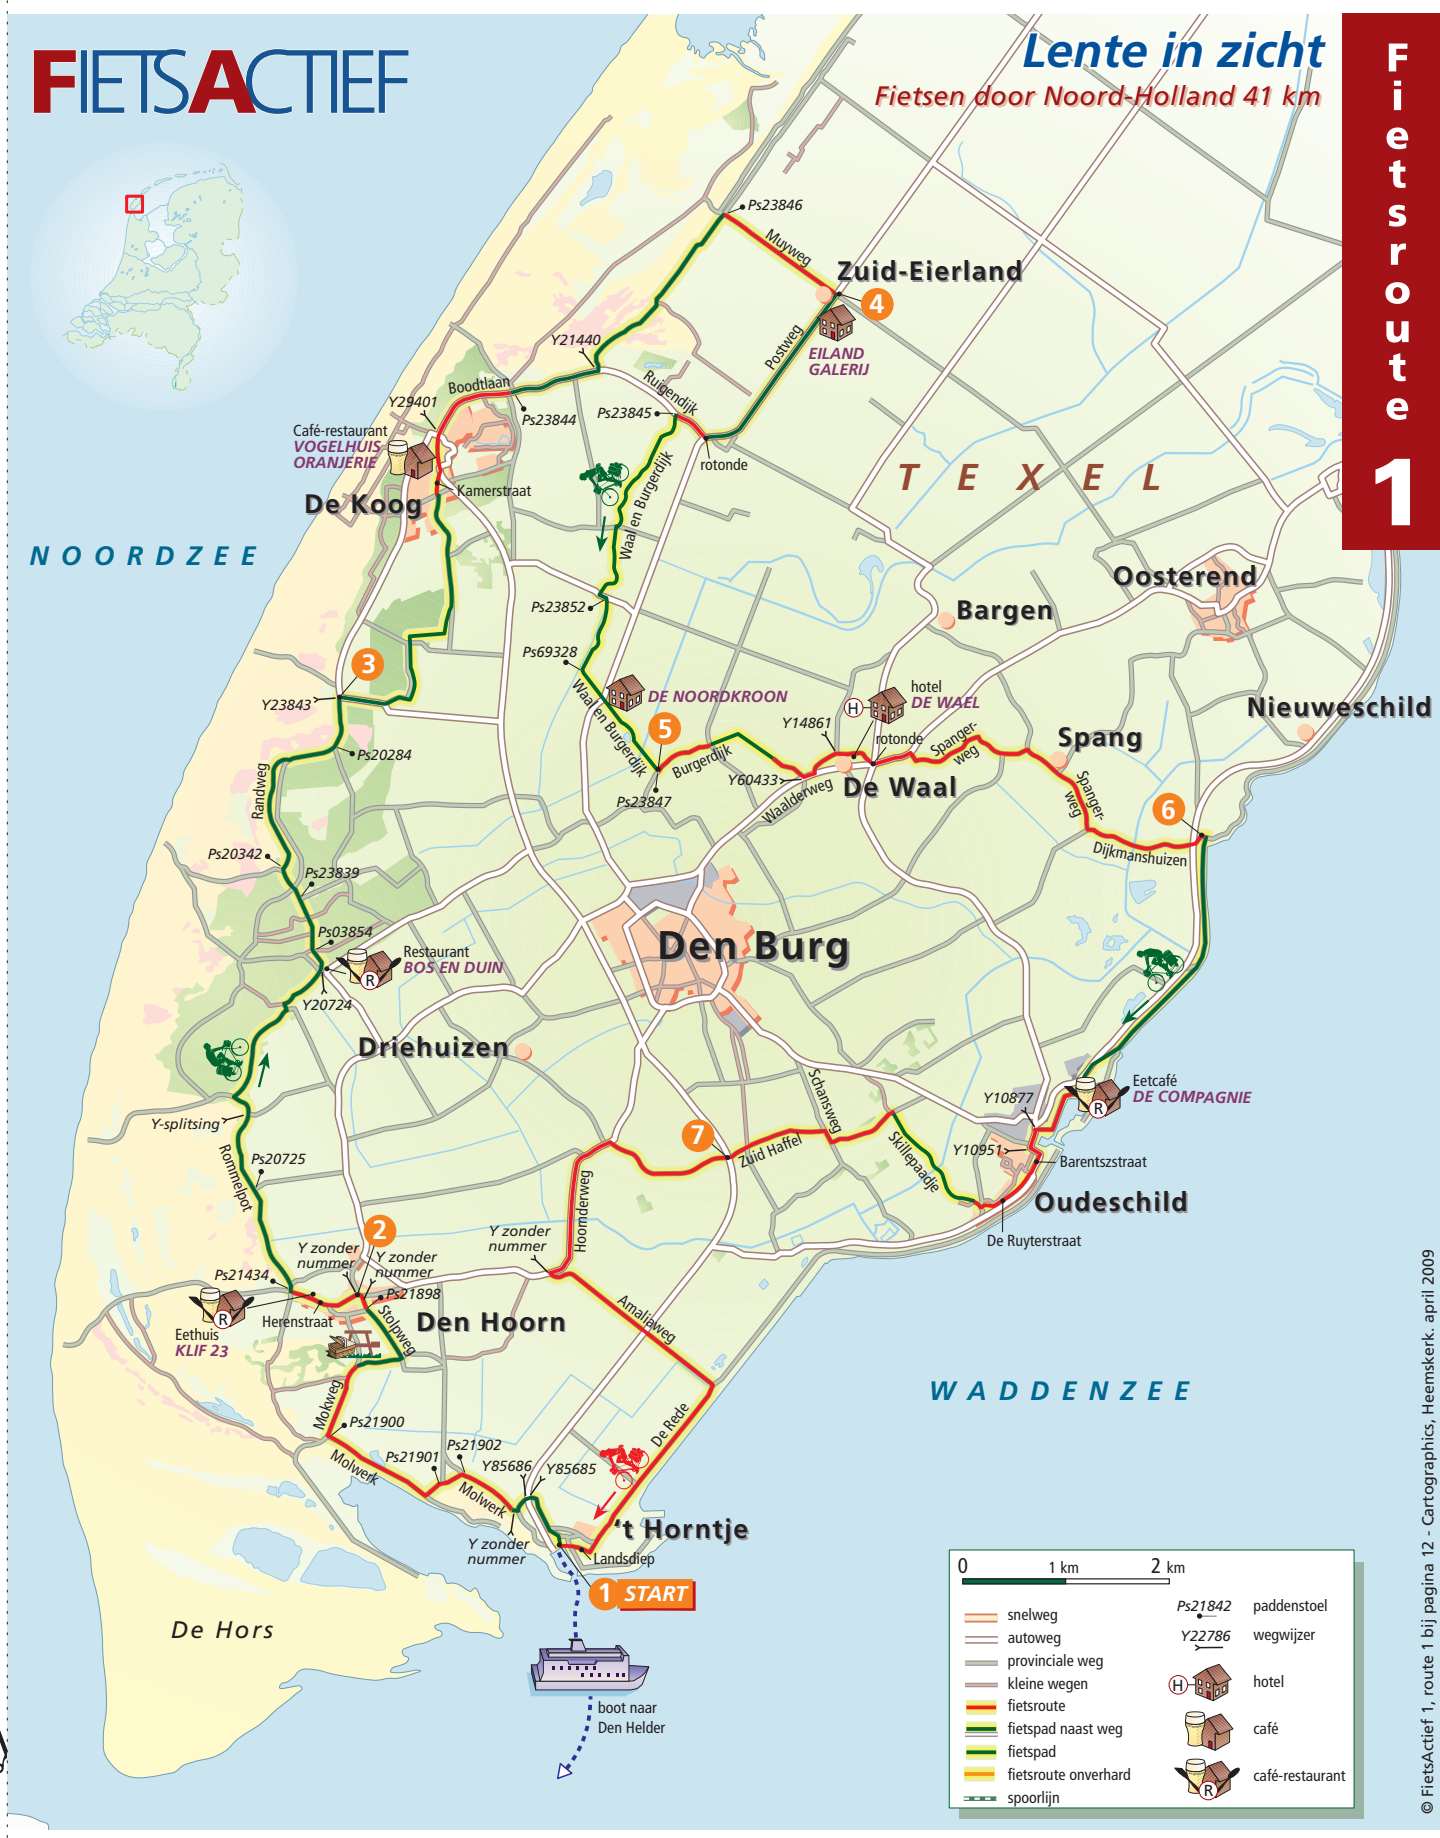 FIETSACTIEF
Lente in zicht
Fietsen door Noord-Holland 41 km
Fietsroute
1
Ps23846
Muyweg
Zuid-Eierland
4
EILAND
GALERIJ
Postweg
Y21440
Boodtlaan
Ruigendijk
Y29401
Ps23844
Ps23845
rotonde
Café-restaurant
VOGELHUIS
ORANJERIE
Kamerstraat
De Koog
Waal en Burgerdijk
TEXEL
NOORDZEE
Oosterend
Bargen
Ps23852
Ps69328
3
Y23843
Ps20284
DE NOORDKROON
hotel
DE WAEL
H
Y14861
rotonde
Spanger-
weg
Spang
Nieuweschild
5
Waal en Burgerdijk
Burgerdijk
Y60433
Waalderweg
De Waal
Ps23847
Spanger-
weg
6
Dijkmanshuizen
Randweg
Ps20342
Ps23839
Ps03854
Restaurant
BOS EN DUIN
R
Y20724
Den Burg
Driehuizen
Eetcafé
DE COMPAGNIE
R
Schansweg
Y10877
Y-splitsing
7
Zuid Haffel
Skillepaadje
Y10951
Barentszstraat
Rommelpot
Ps20725
Oudeschild
Hoornderweg
De Ruyterstraat
2
Y zonder
nummer
Y zonder
nummer
Y zonder
nummer
Ps21434
Ps21898
R
Herenstraat
Eethuis
KLIF 23
Stolpweg
Den Hoorn
Amaliaweg
WADDENZEE
Mokweg
Ps21900
Molwerk
Ps21901
Ps21902
Y85686
Y85685
De Rede
Molwerk
Y zonder
nummer
't Horntje
Landsdiep
1 START
De Hors
boot naar
Den Helder
0 1 km 2 km
snelweg
autoweg
provinciale weg
kleine wegen
fietsroute
fietspad naast weg
fietspad
fietsroute onverhard
spoorlijn
Ps21842 paddenstoel
Y22786 wegwijzer
H hotel
café
R café-restaurant
© FietsActief 1, route 1 bij pagina 12 - Cartographics, Heemskerk. april 2009